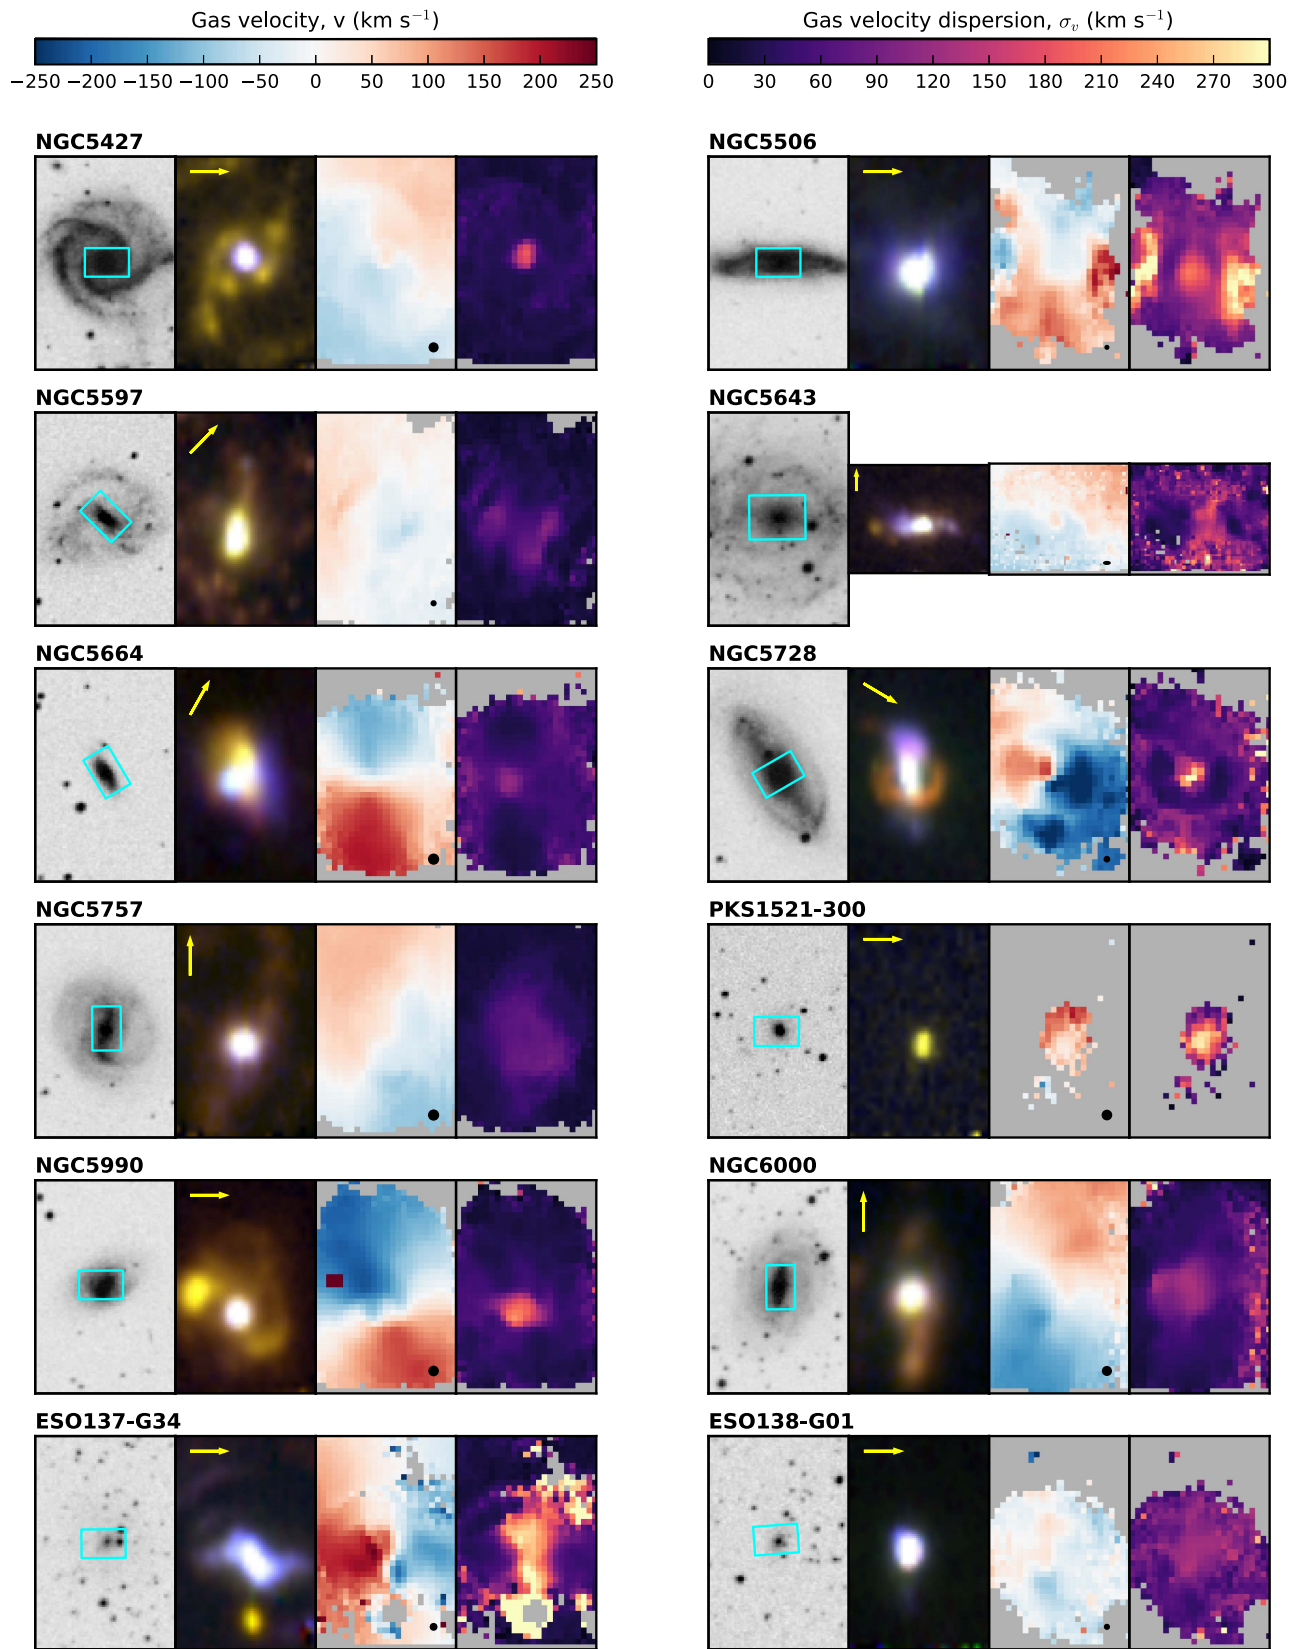 Gas velocity, v (km s⁻¹)
Gas velocity dispersion, σᵥ (km s⁻¹)
−250 −200 −150 −100 −50 0 50 100 150 200 250
0 30 60 90 120 150 180 210 240 270 300
NGC5427
NGC5506
NGC5597
NGC5643
NGC5664
NGC5728
NGC5757
PKS1521-300
NGC5990
NGC6000
ESO137-G34
ESO138-G01